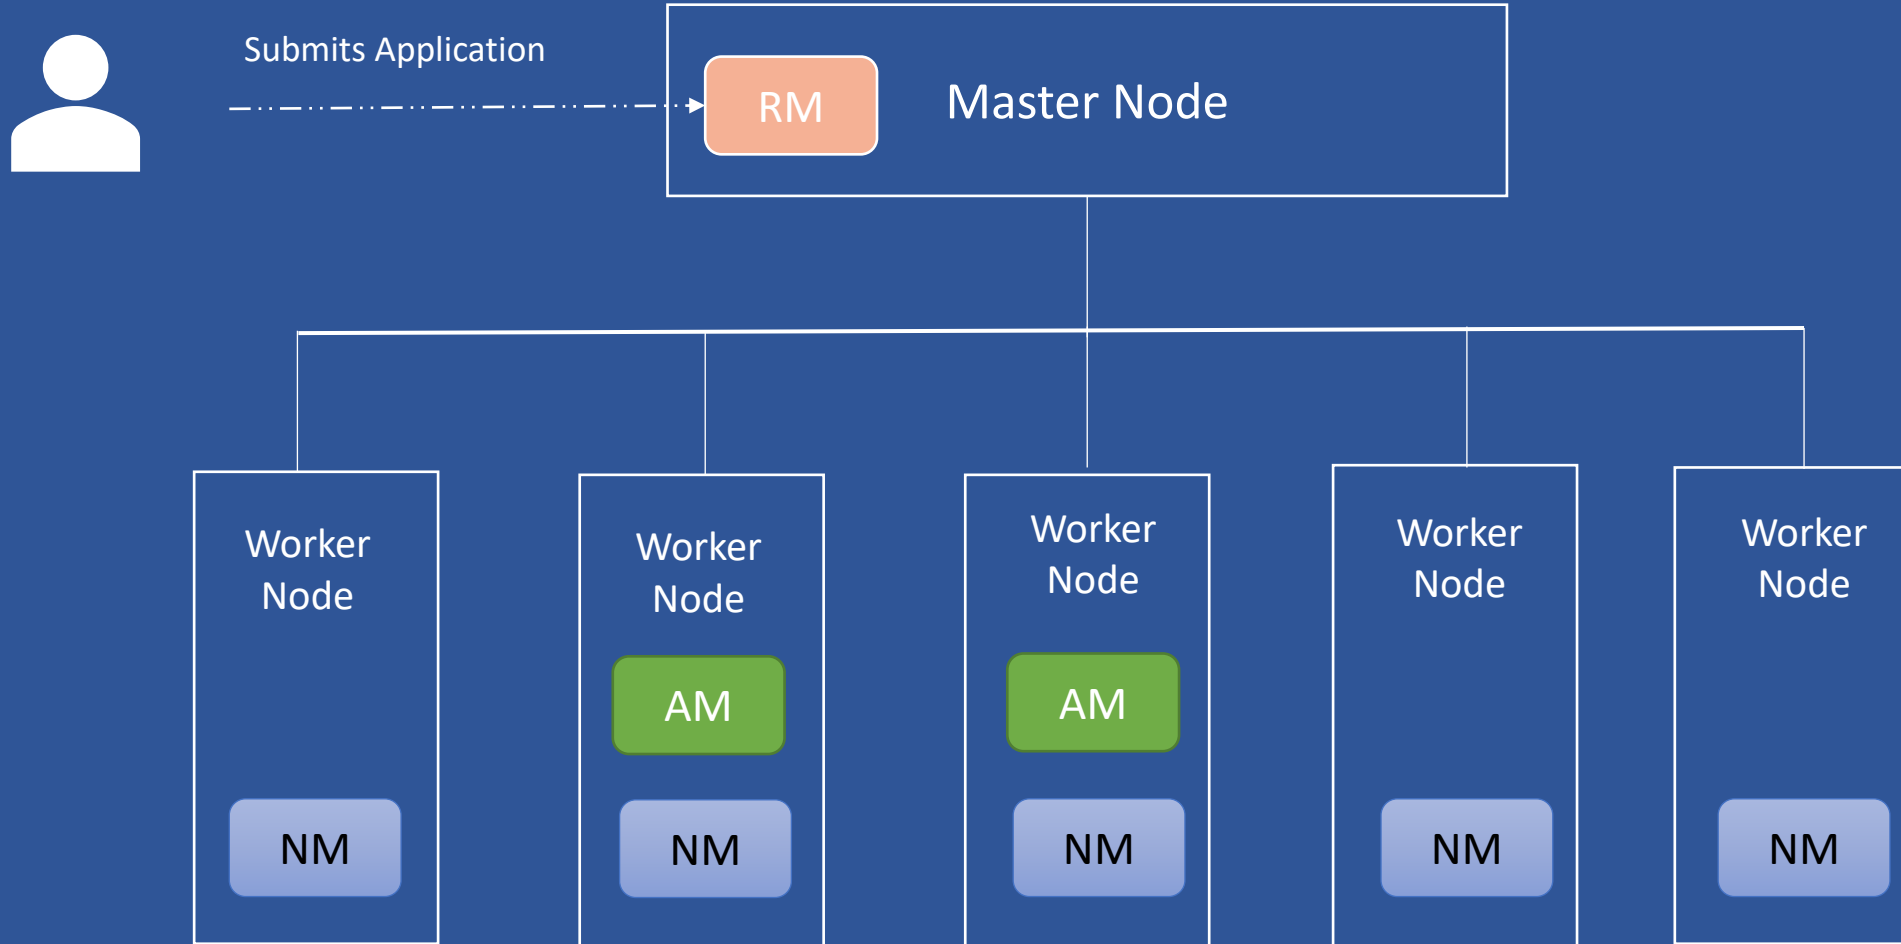 Submits Application
RM
Master Node
Worker
Node
Worker
Node
Worker
Node
Worker
Node
Worker
Node
AM
AM
NM
NM
NM
NM
NM